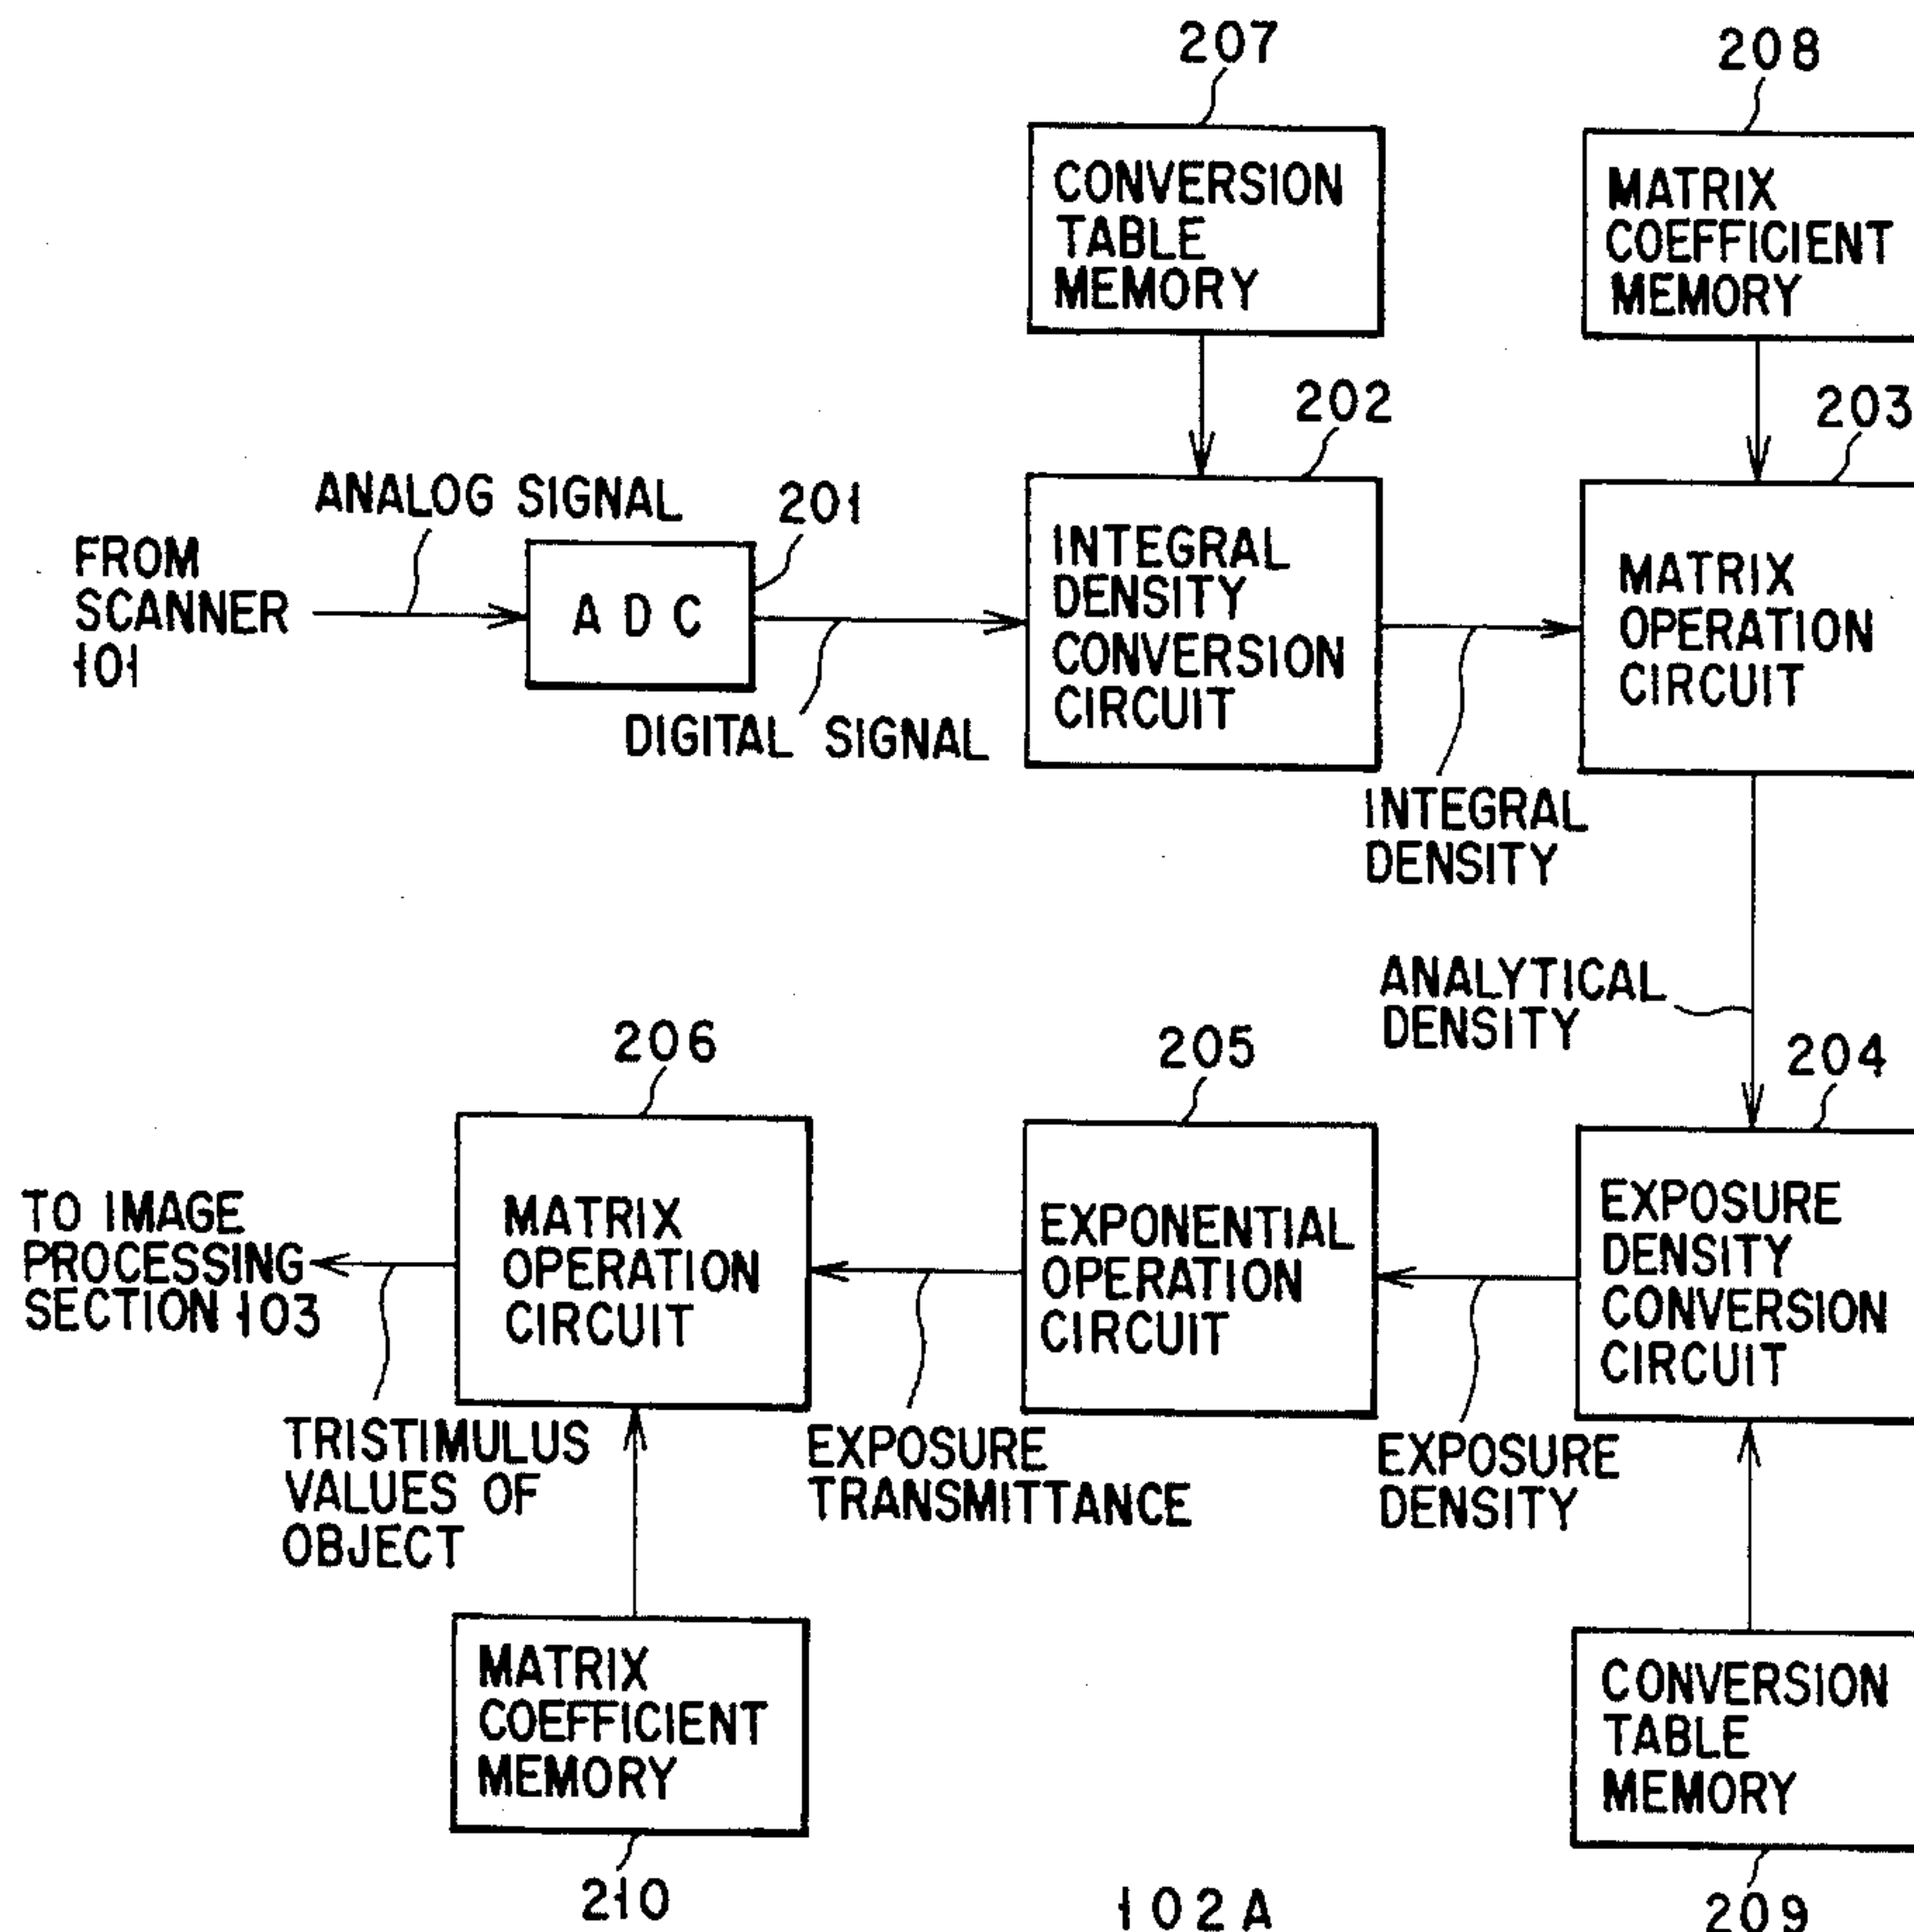 207
208
CONVERSION
TABLE
MEMORY
MATRIX
COEFFICIENT
MEMORY
202
203
ANALOG SIGNAL
201
FROM
SCANNER
101
ADC
DIGITAL SIGNAL
INTEGRAL
DENSITY
CONVERSION
CIRCUIT
MATRIX
OPERATION
CIRCUIT
INTEGRAL
DENSITY
ANALYTICAL
DENSITY
206
205
204
TO IMAGE
PROCESSING
SECTION 103
MATRIX
OPERATION
CIRCUIT
EXPONENTIAL
OPERATION
CIRCUIT
EXPOSURE
DENSITY
CONVERSION
CIRCUIT
TRISTIMULUS
VALUES OF
OBJECT
EXPOSURE
TRANSMITTANCE
EXPOSURE
DENSITY
MATRIX
COEFFICIENT
MEMORY
CONVERSION
TABLE
MEMORY
210
102A
209